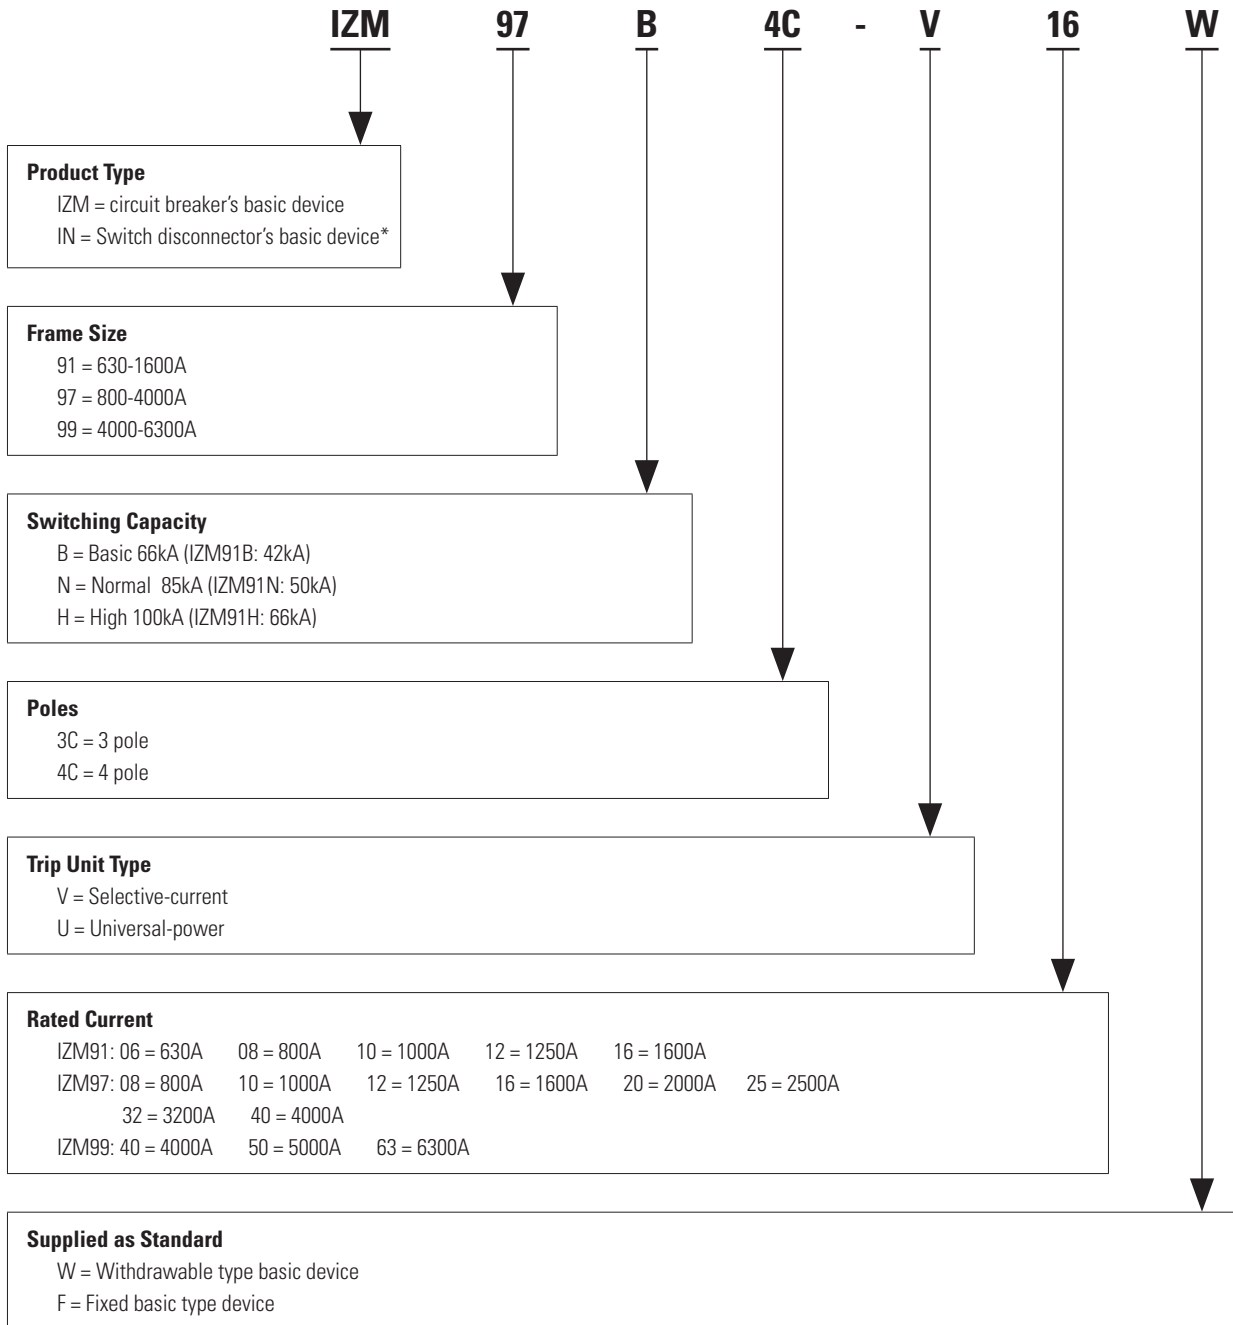 IZM 97 B 4C - V 16 W
Product Type
IZM = circuit breaker's basic device
IN = Switch disconnector's basic device*
Frame Size
91 = 630-1600A
97 = 800-4000A
99 = 4000-6300A
Switching Capacity
B = Basic 66kA (IZM91B: 42kA)
N = Normal 85kA (IZM91N: 50kA)
H = High 100kA (IZM91H: 66kA)
Poles
3C = 3 pole
4C = 4 pole
Trip Unit Type
V = Selective-current
U = Universal-power
Rated Current
IZM91: 06 = 630A 08 = 800A 10 = 1000A 12 = 1250A 16 = 1600A
IZM97: 08 = 800A 10 = 1000A 12 = 1250A 16 = 1600A 20 = 2000A 25 = 2500A
32 = 3200A 40 = 4000A
IZM99: 40 = 4000A 50 = 5000A 63 = 6300A
Supplied as Standard
W = Withdrawable type basic device
F = Fixed basic type device